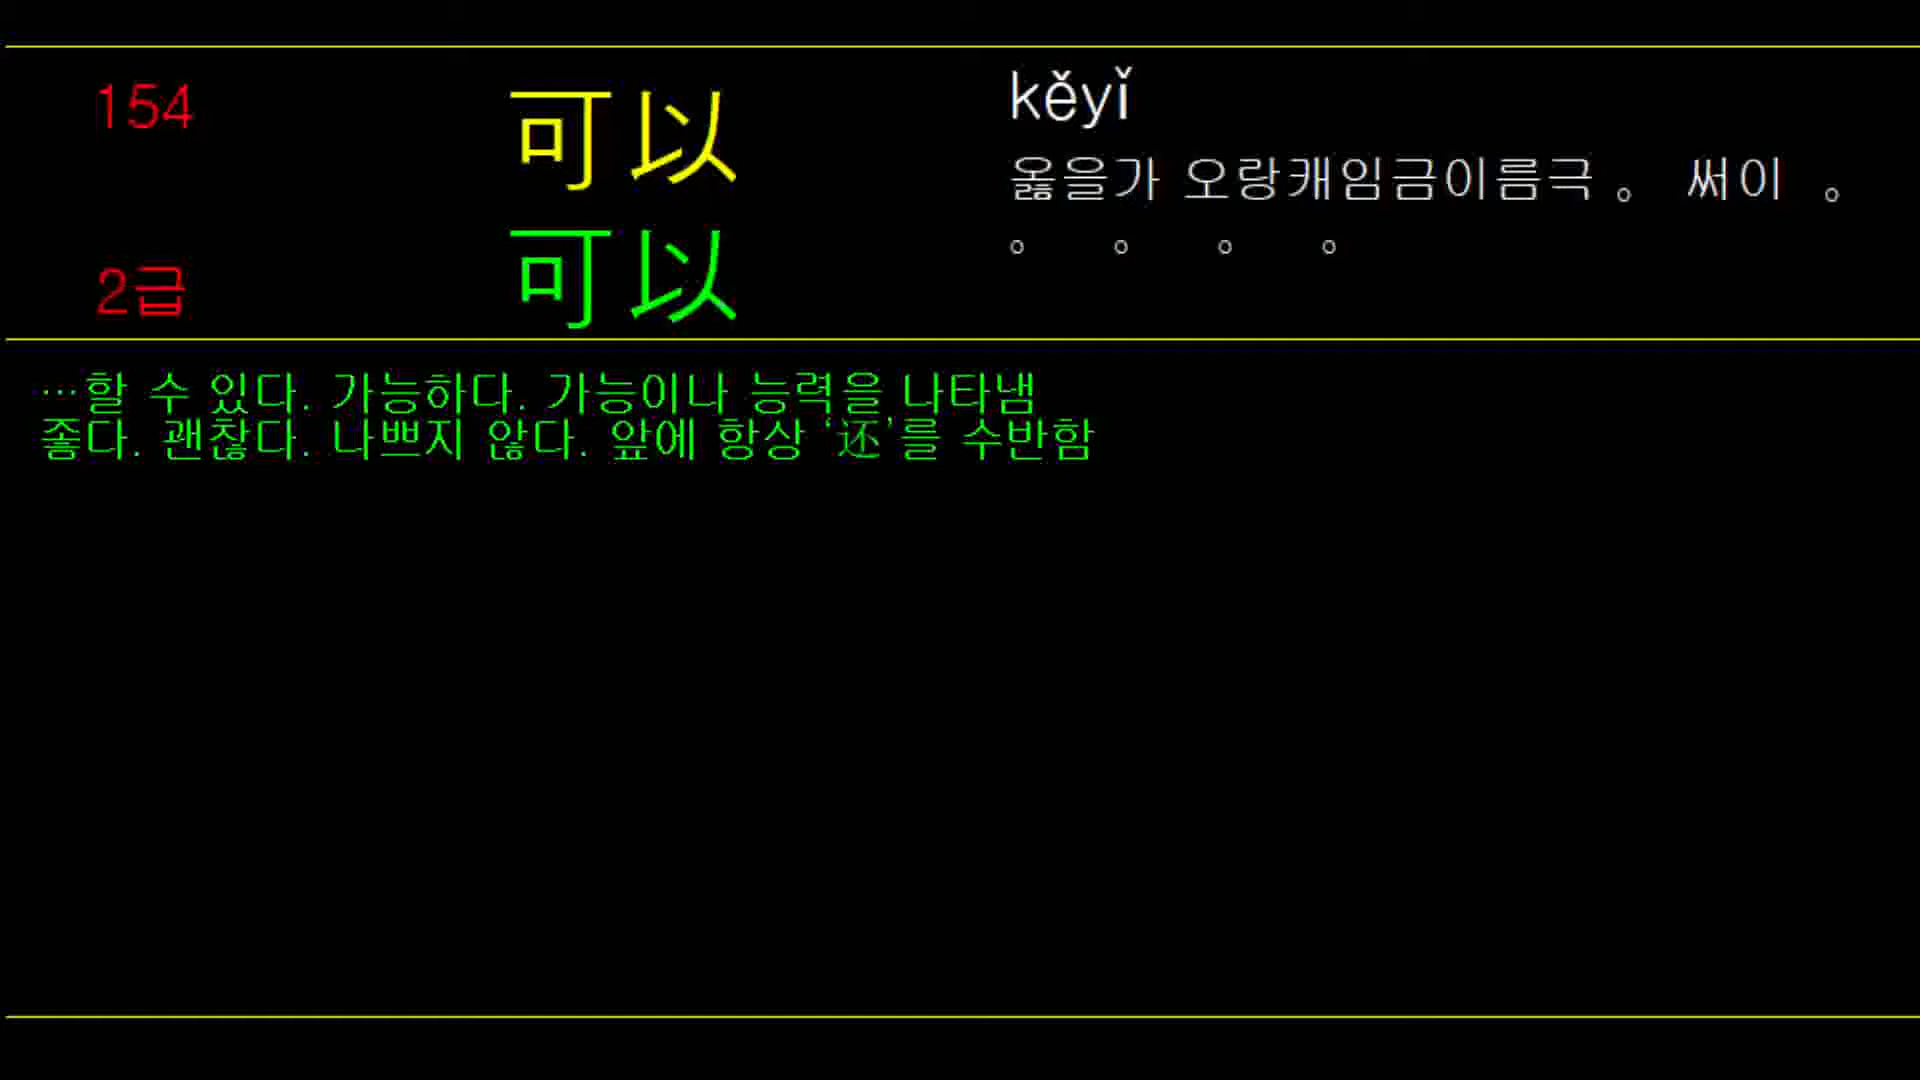 154
可以
kěyǐ
옳을가 오랑캐임금이름극 。 써이 。
。 。 。 。
2급
可以
…할 수 있다. 가능하다. 가능이나 능력을 나타냄
좋다. 괜찮다. 나쁘지 않다. 앞에 항상 '还'를 수반함